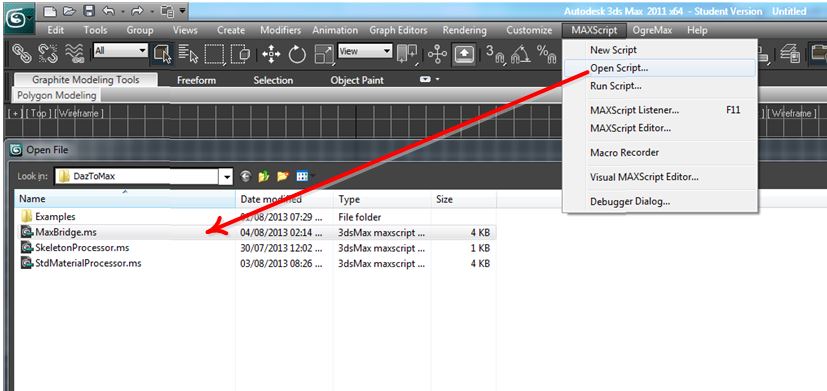 Autodesk 3ds Max 2011 x64 - Student Version Untitled
Edit Tools Group Views Create Modifiers Animation Graph Editors Rendering Customize MAXScript OgreMax Help
All View 3
Graphite Modeling Tools Freeform Selection Object Paint
Polygon Modeling
[ + ] [ Top ] [ Wireframe ] [ Wireframe ]
New Script
Open Script...
Run Script...
MAXScript Listener... F11
MAXScript Editor...
Macro Recorder
Visual MAXScript Editor...
Debugger Dialog...
Open File
Look in: DazToMax
Name Date modified Type Size
Examples 01/08/2013 07:29 ... File folder
MaxBridge.ms 04/08/2013 02:14 ... 3dsMax maxscript ... 4 KB
SkeletonProcessor.ms 30/07/2013 12:02 ... 3dsMax maxscript ... 1 KB
StdMaterialProcessor.ms 03/08/2013 08:26 ... 3dsMax maxscript ... 4 KB